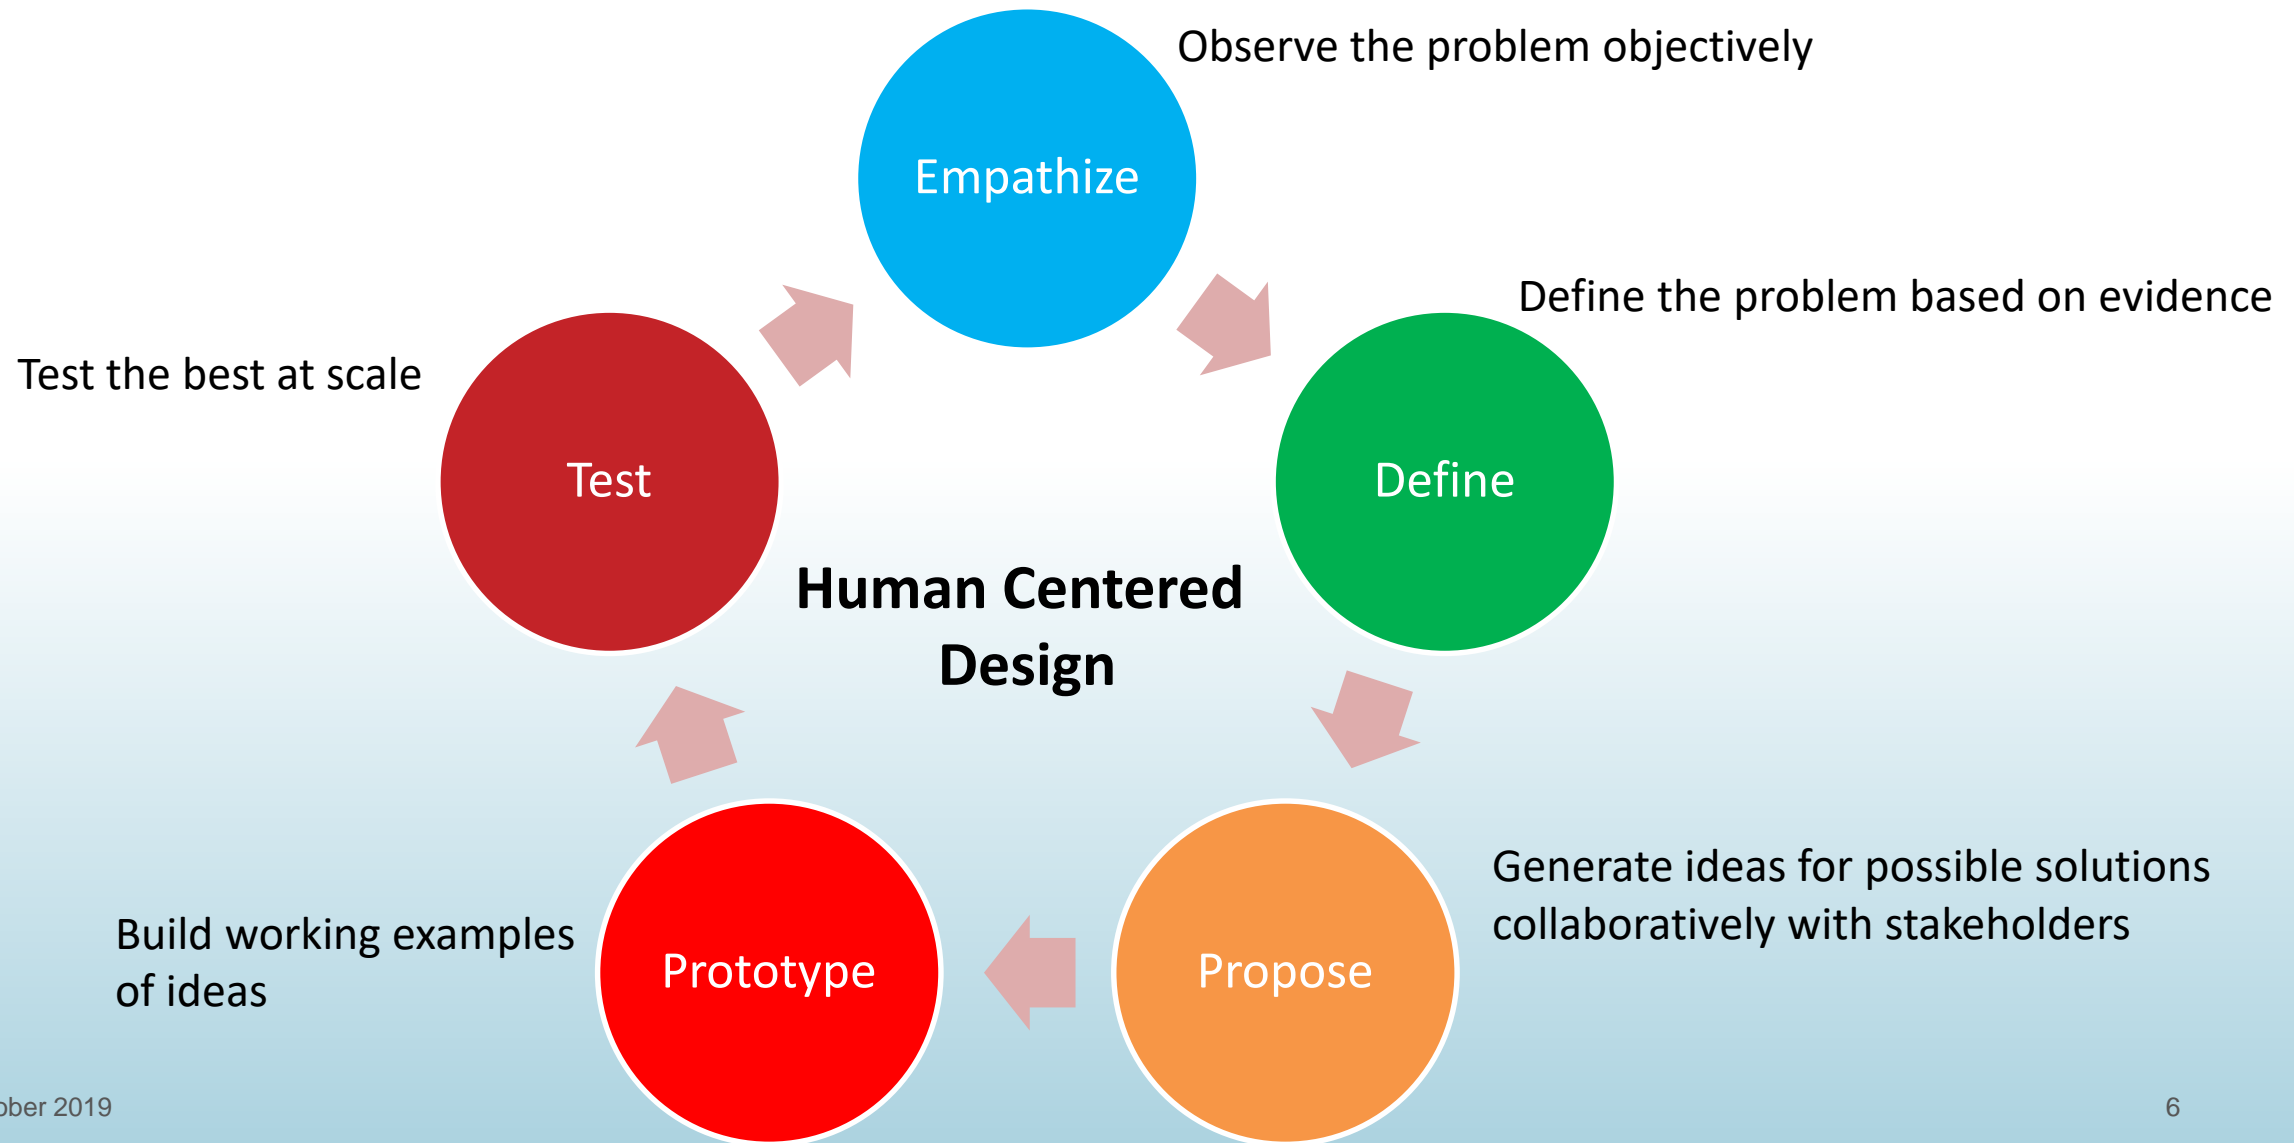 Observe the problem objectively
Empathize
Define the problem based on evidence
Test the best at scale
Test
Define
Human Centered
Design
Generate ideas for possible solutions
collaboratively with stakeholders
Build working examples
of ideas
Prototype
Propose
2019
6